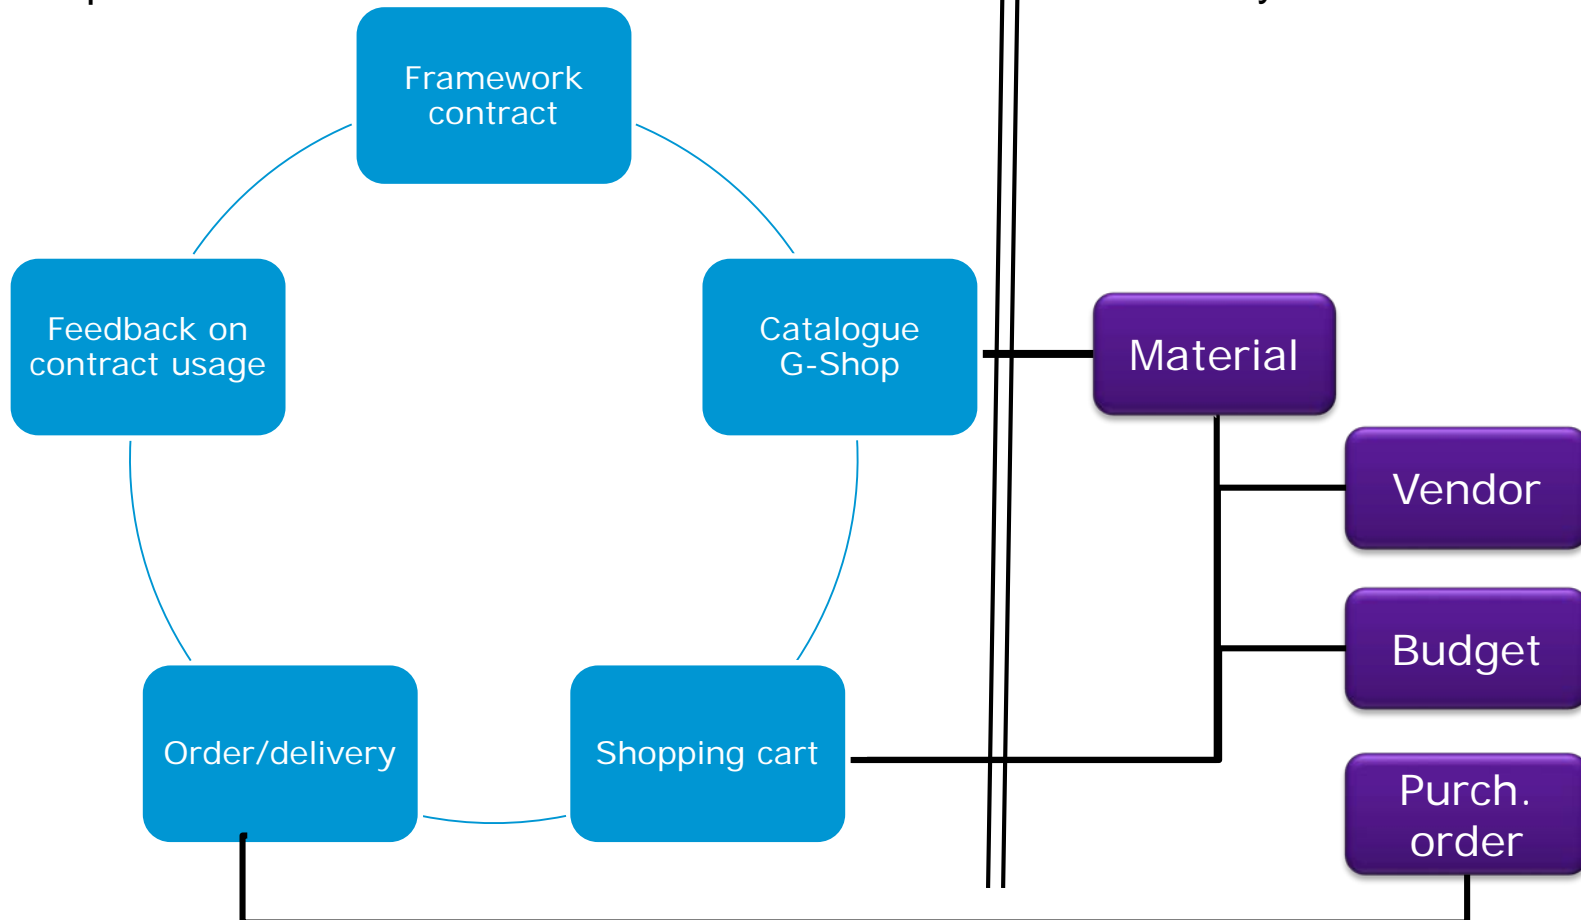 Framework
contract
Feedback on
contract usage
Catalogue
G-Shop
Material
Vendor
Budget
Order/delivery
Shopping cart
Purch.
order